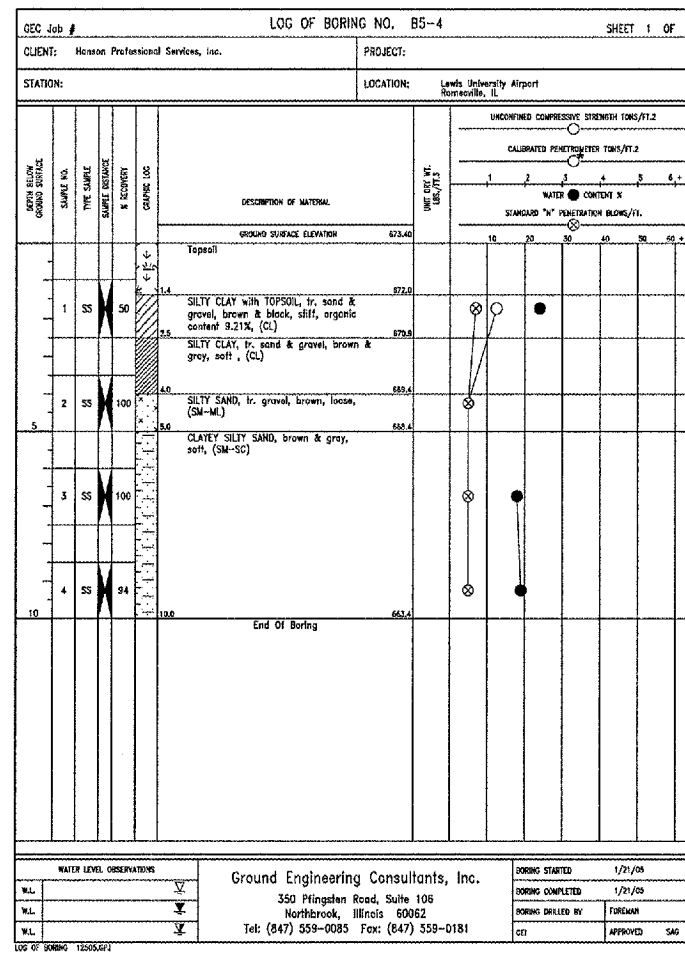 GEC Job #
LOG OF BORING NO. B5-4
SHEET 1 OF
CLIENT: Hanson Professional Services, Inc.
PROJECT:
STATION:
LOCATION: Lewis University Airport
Romeoville, IL
DEPTH BELOW
GROUND SURFACE
SAMPLE NO.
TYPE SAMPLE
SAMPLE DISTANCE
% RECOVERY
GRAPHIC LOG
DESCRIPTION OF MATERIAL
GROUND SURFACE ELEVATION 673.40
UNIT DRY WT.
LBS./FT.3
UNCONFINED COMPRESSIVE STRENGTH TONS/FT.2
CALIBRATED PENETROMETER TONS/FT.2
1 2 3 4 5 6 +
WATER CONTENT %
STANDARD "N" PENETRATION BLOWS/FT.
10 20 30 40 50 60 +
Topsoil
1.4 672.0
1 SS 50
SILTY CLAY with TOPSOIL, tr. sand &
gravel, brown & black, stiff, organic
content 9.21%, (CL)
2.5 670.9
SILTY CLAY, tr. sand & gravel, brown &
gray, soft , (CL)
4.0 669.4
2 SS 100
SILTY SAND, tr. gravel, brown, loose,
(SM-ML)
5 5.0 668.4
CLAYEY SILTY SAND, brown & gray,
soft, (SM-SC)
3 SS 100
4 SS 94
10 10.0 663.4
End Of Boring
WATER LEVEL OBSERVATIONS
W.L.
W.L.
W.L.
Ground Engineering Consultants, Inc.
350 Pfingsten Road, Suite 106
Northbrook, Illinois 60062
Tel: (847) 559-0085 Fax: (847) 559-0181
BORING STARTED 1/21/05
BORING COMPLETED 1/21/05
BORING DRILLED BY FOREMAN
CEI APPROVED SAG
LOG OF BORING 12505.GPJ